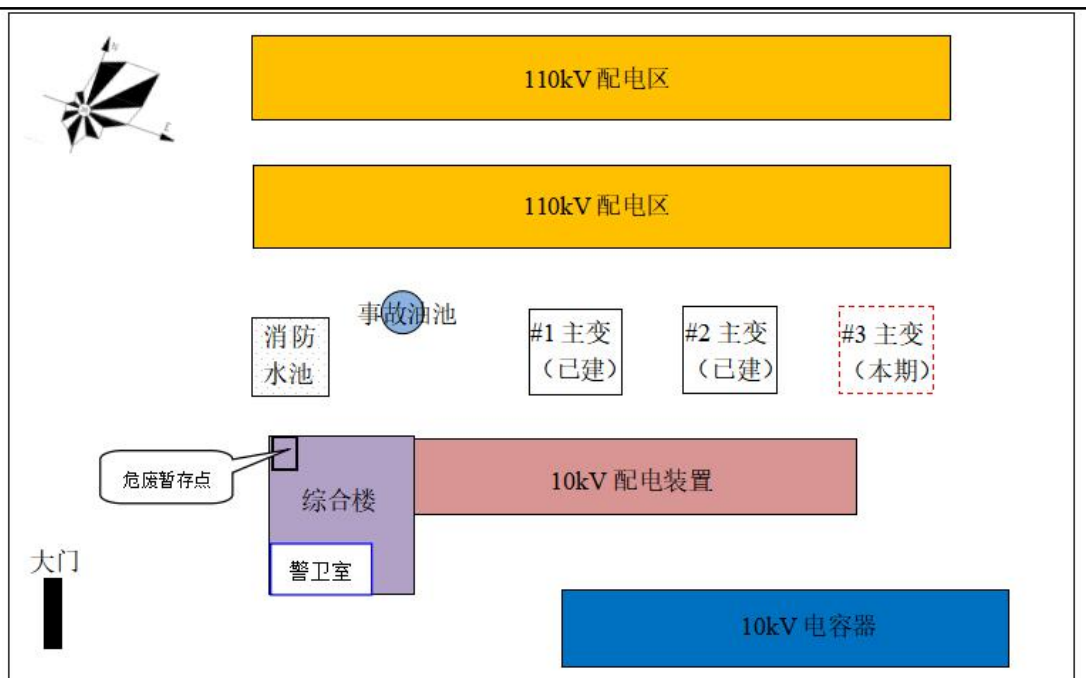 N
E
110kV 配电区
110kV 配电区
事故油池
消防
水池
#1 主变
（已建）
#2 主变
（已建）
#3 主变
（本期）
危废暂存点
综合楼
10kV 配电装置
警卫室
大门
10kV 电容器